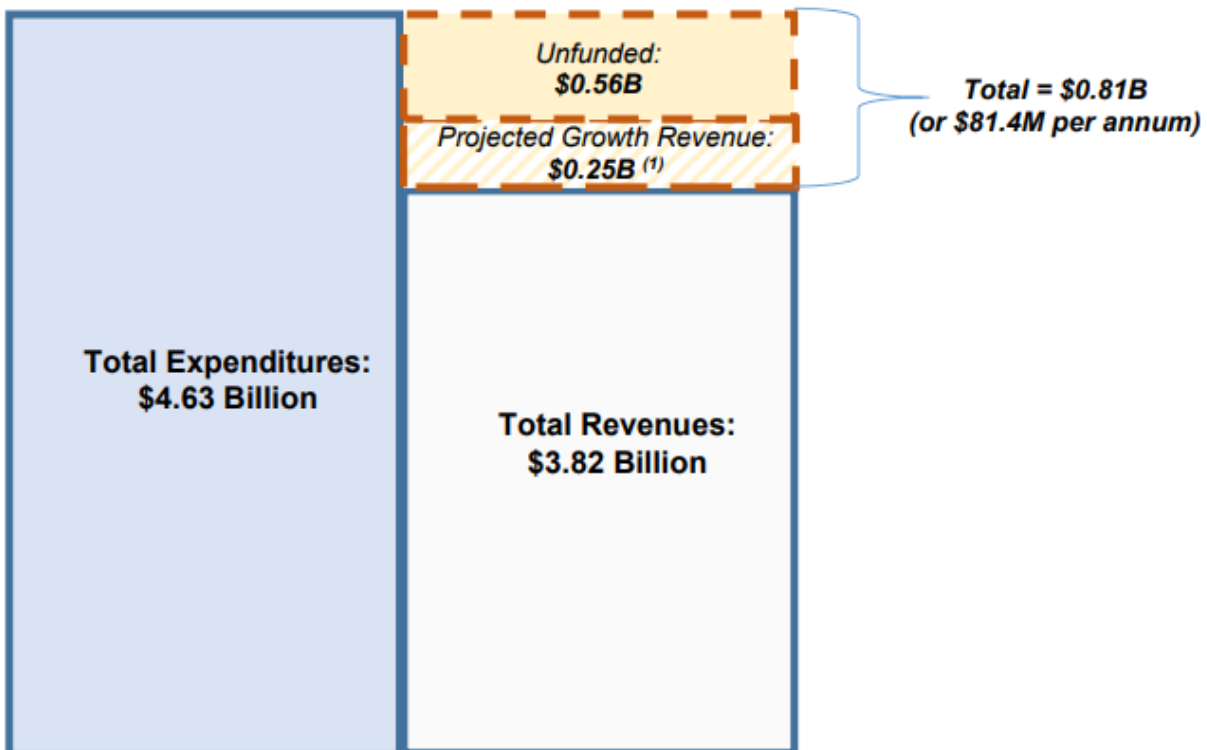 Unfunded:
$0.56B
Projected Growth Revenue:
$0.25B (1)
Total = $0.81B
(or $81.4M per annum)
Total Expenditures:
$4.63 Billion
Total Revenues:
$3.82 Billion